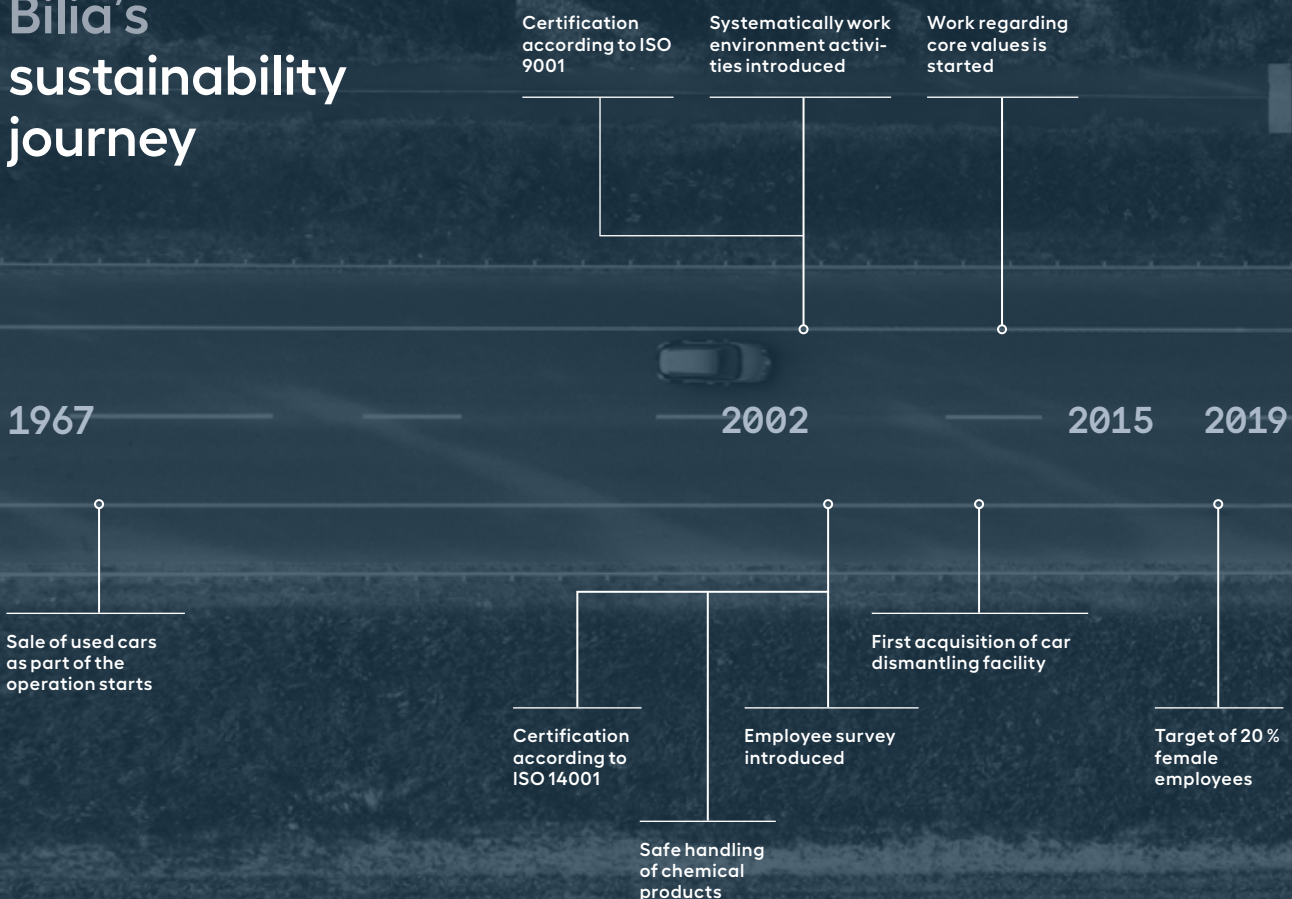 Bilia's
sustainability
journey
Certification
according to ISO
9001
Systematically work
environment activi-
ties introduced
Work regarding
core values is
started
1967
2002
2015
2019
Sale of used cars
as part of the
operation starts
First acquisition of car
dismantling facility
Certification
according to
ISO 14001
Employee survey
introduced
Target of 20 %
female
employees
Safe handling
of chemical
products